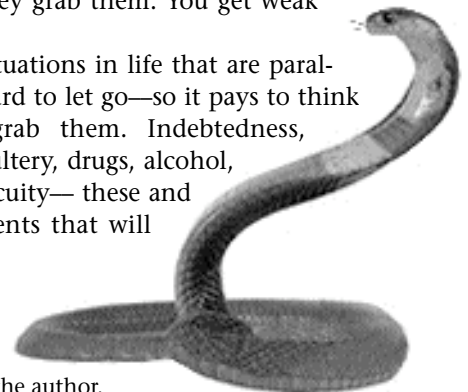 ey grab them. You get weak
tuations in life that are paral-
ard to let go—so it pays to think
grab them. Indebtedness,
ltery, drugs, alcohol,
cuity— these and
ents that will
he author.